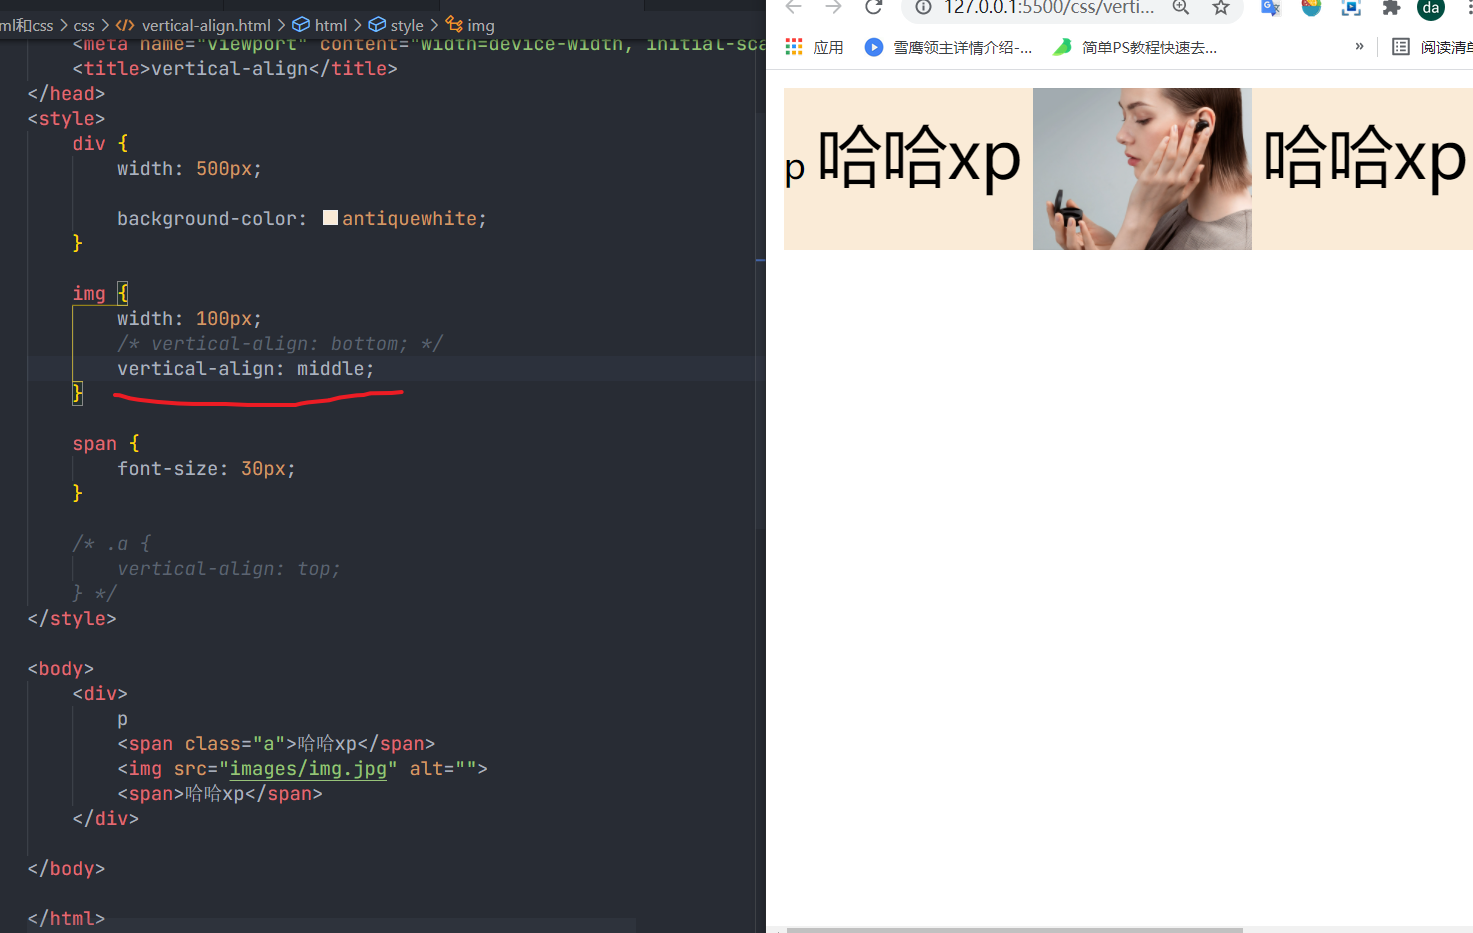 ml和css > css > vertical-align.html > html > style > img
<meta name="viewport" content="width=device-width, initial-sca
<title>vertical-align</title>
</head>
<style>
div {
width: 500px;
background-color: antiquewhite;
}
img {
width: 100px;
/* vertical-align: bottom; */
vertical-align: middle;
}
span {
font-size: 30px;
}
/* .a {
vertical-align: top;
} */
</style>
<body>
<div>
p
<span class="a">哈哈xp</span>
<img src="images/img.jpg" alt="">
<span>哈哈xp</span>
</div>
</body>
</html>
127.0.0.1:5500/css/verti...
da
应用
雪鹰领主详情介绍-...
简单PS教程快速去...
»
阅读清单
p 哈哈xp 哈哈xp